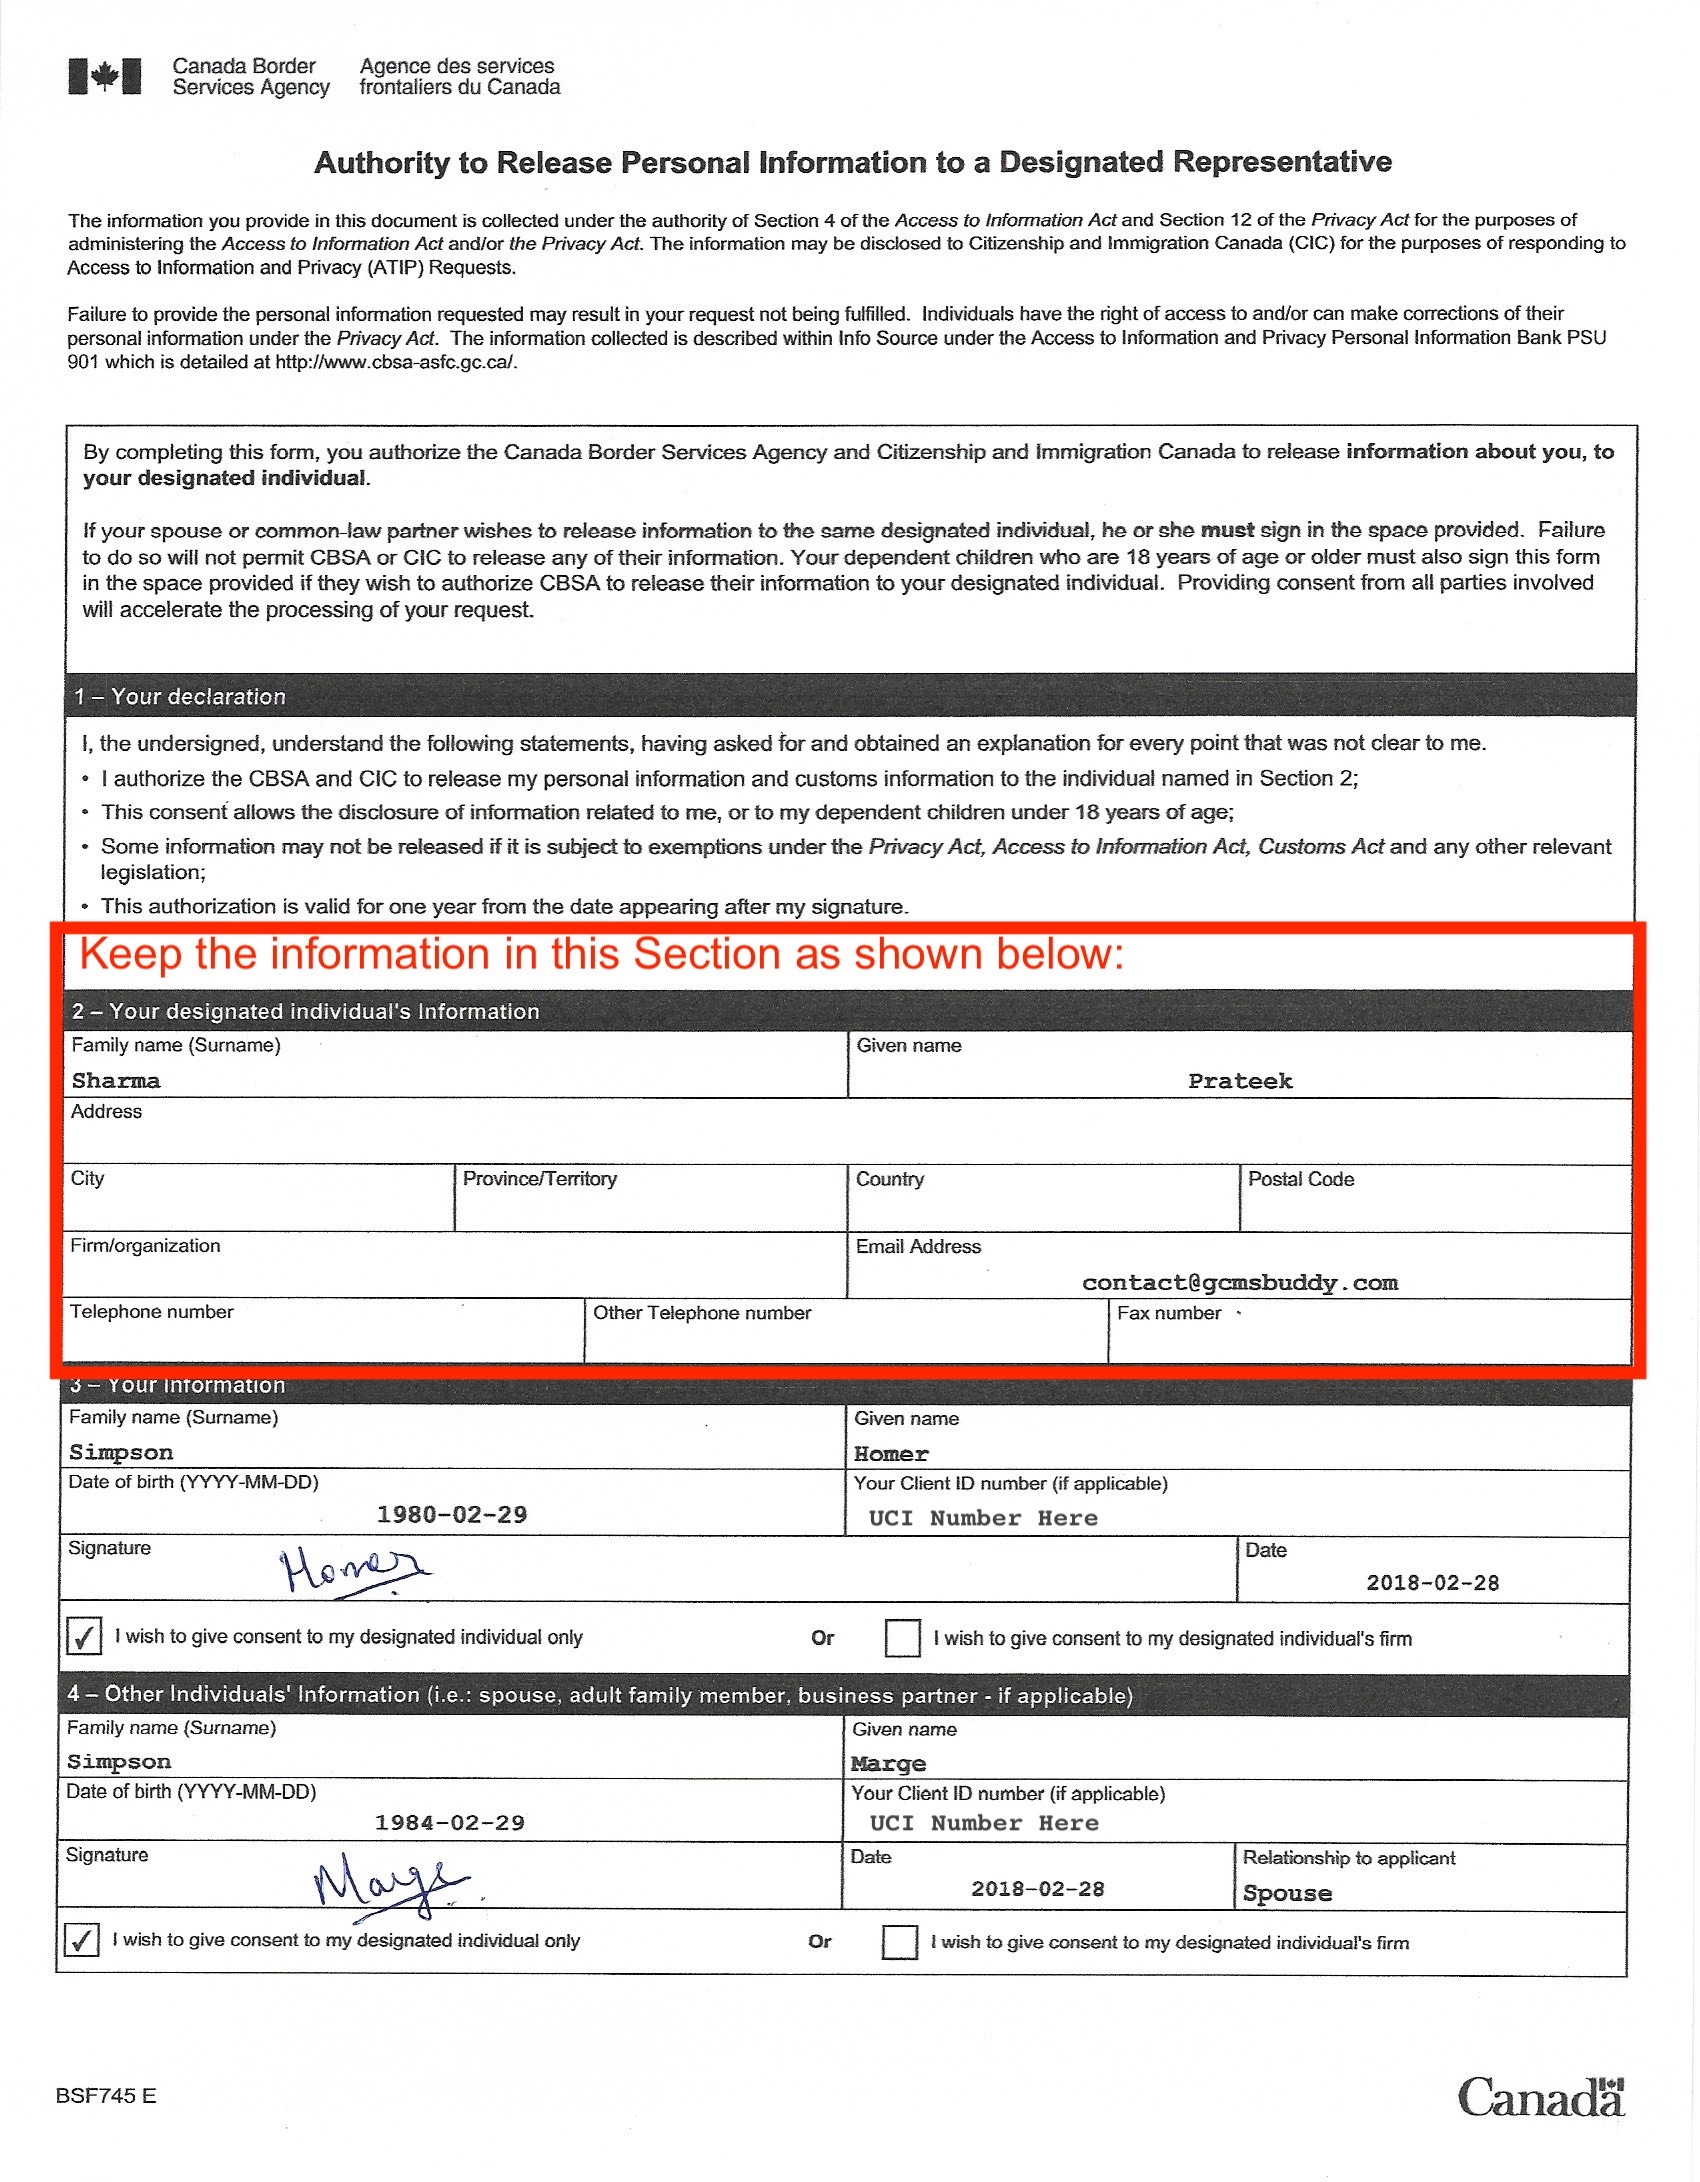 Canada Border
Services Agency
Agence des services
frontaliers du Canada
Authority to Release Personal Information to a Designated Representative
The information you provide in this document is collected under the authority of Section 4 of the Access to Information Act and Section 12 of the Privacy Act for the purposes of
administering the Access to Information Act and/or the Privacy Act. The information may be disclosed to Citizenship and Immigration Canada (CIC) for the purposes of responding to
Access to Information and Privacy (ATIP) Requests.
Failure to provide the personal information requested may result in your request not being fulfilled. Individuals have the right of access to and/or can make corrections of their
personal information under the Privacy Act. The information collected is described within Info Source under the Access to Information and Privacy Personal Information Bank PSU
901 which is detailed at http://www.cbsa-asfc.gc.ca/.
By completing this form, you authorize the Canada Border Services Agency and Citizenship and Immigration Canada to release information about you, to
your designated individual.
If your spouse or common-law partner wishes to release information to the same designated individual, he or she must sign in the space provided. Failure
to do so will not permit CBSA or CIC to release any of their information. Your dependent children who are 18 years of age or older must also sign this form
in the space provided if they wish to authorize CBSA to release their information to your designated individual. Providing consent from all parties involved
will accelerate the processing of your request.
1 – Your declaration
I, the undersigned, understand the following statements, having asked for and obtained an explanation for every point that was not clear to me.
• I authorize the CBSA and CIC to release my personal information and customs information to the individual named in Section 2;
• This consent allows the disclosure of information related to me, or to my dependent children under 18 years of age;
• Some information may not be released if it is subject to exemptions under the Privacy Act, Access to Information Act, Customs Act and any other relevant
legislation;
• This authorization is valid for one year from the date appearing after my signature.
Keep the information in this Section as shown below:
2 – Your designated individual's Information
Family name (Surname) Given name
Sharma Prateek
Address
City Province/Territory Country Postal Code
Firm/organization Email Address
contact@gcmsbuddy.com
Telephone number Other Telephone number Fax number
3 – Your Information
Family name (Surname) Given name
Simpson Homer
Date of birth (YYYY-MM-DD) Your Client ID number (if applicable)
1980-02-29 UCI Number Here
Signature Homer Date
2018-02-28
✓ I wish to give consent to my designated individual only Or I wish to give consent to my designated individual's firm
4 – Other Individuals' Information (i.e.: spouse, adult family member, business partner - if applicable)
Family name (Surname) Given name
Simpson Marge
Date of birth (YYYY-MM-DD) Your Client ID number (if applicable)
1984-02-29 UCI Number Here
Signature Marge Date Relationship to applicant
2018-02-28 Spouse
✓ I wish to give consent to my designated individual only Or I wish to give consent to my designated individual's firm
BSF745 E
Canada